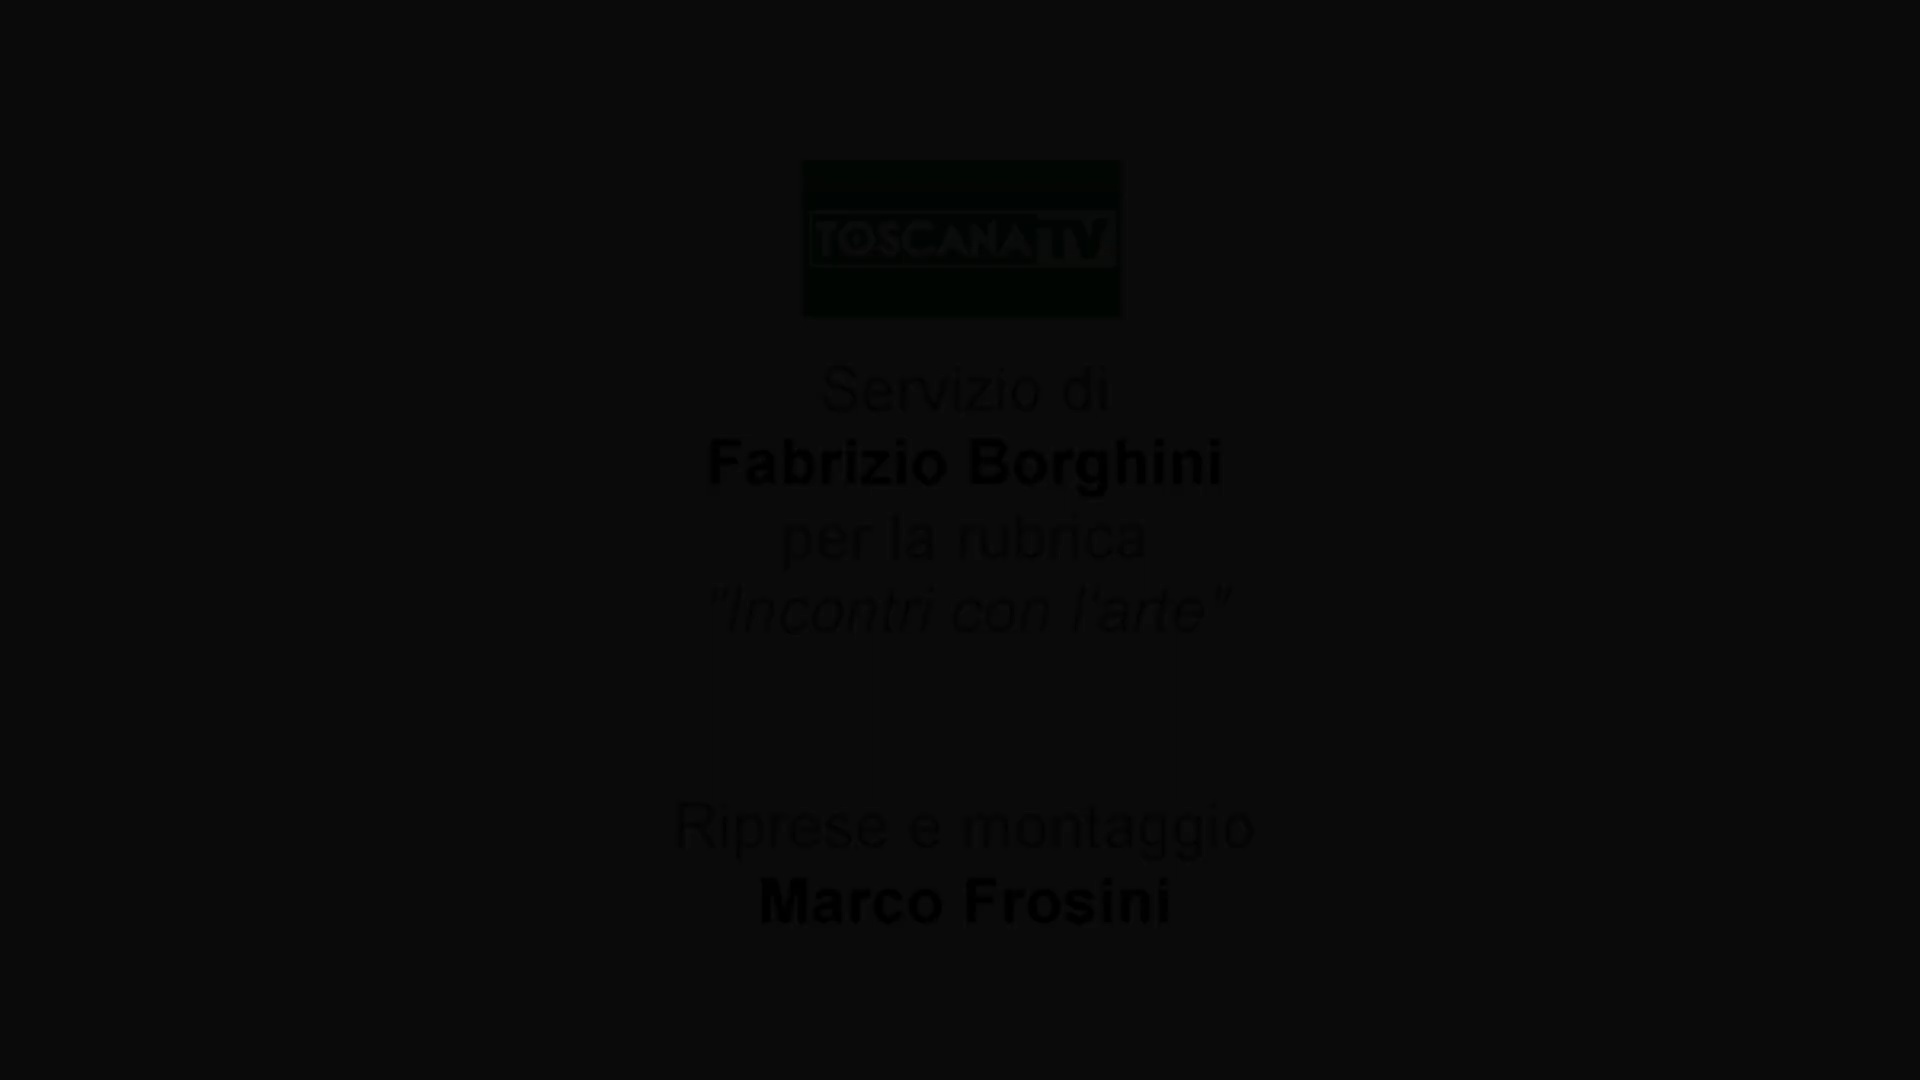 TOSCANA TV
Servizio di
Fabrizio Borghini
per la rubrica
"Incontri con l'arte"
Riprese e montaggio
Marco Frosini